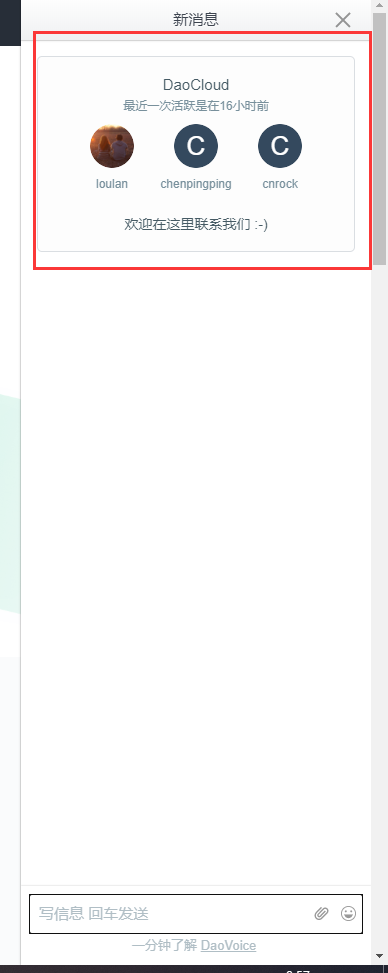 新消息
DaoCloud
最近一次活跃是在16小时前
C
C
loulan
chenpingping
cnrock
欢迎在这里联系我们 :-)
写信息 回车发送
一分钟了解 DaoVoice